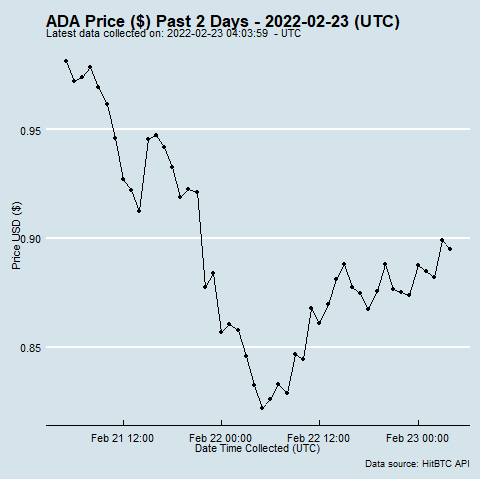 ADA Price ($) Past 2 Days - 2022-02-23 (UTC)
Latest data collected on: 2022-02-23 04:03:59 - UTC
Price USD ($)
0.95
0.90
0.85
Feb 21 12:00
Feb 22 00:00
Feb 22 12:00
Feb 23 00:00
Date Time Collected (UTC)
Data source: HitBTC API